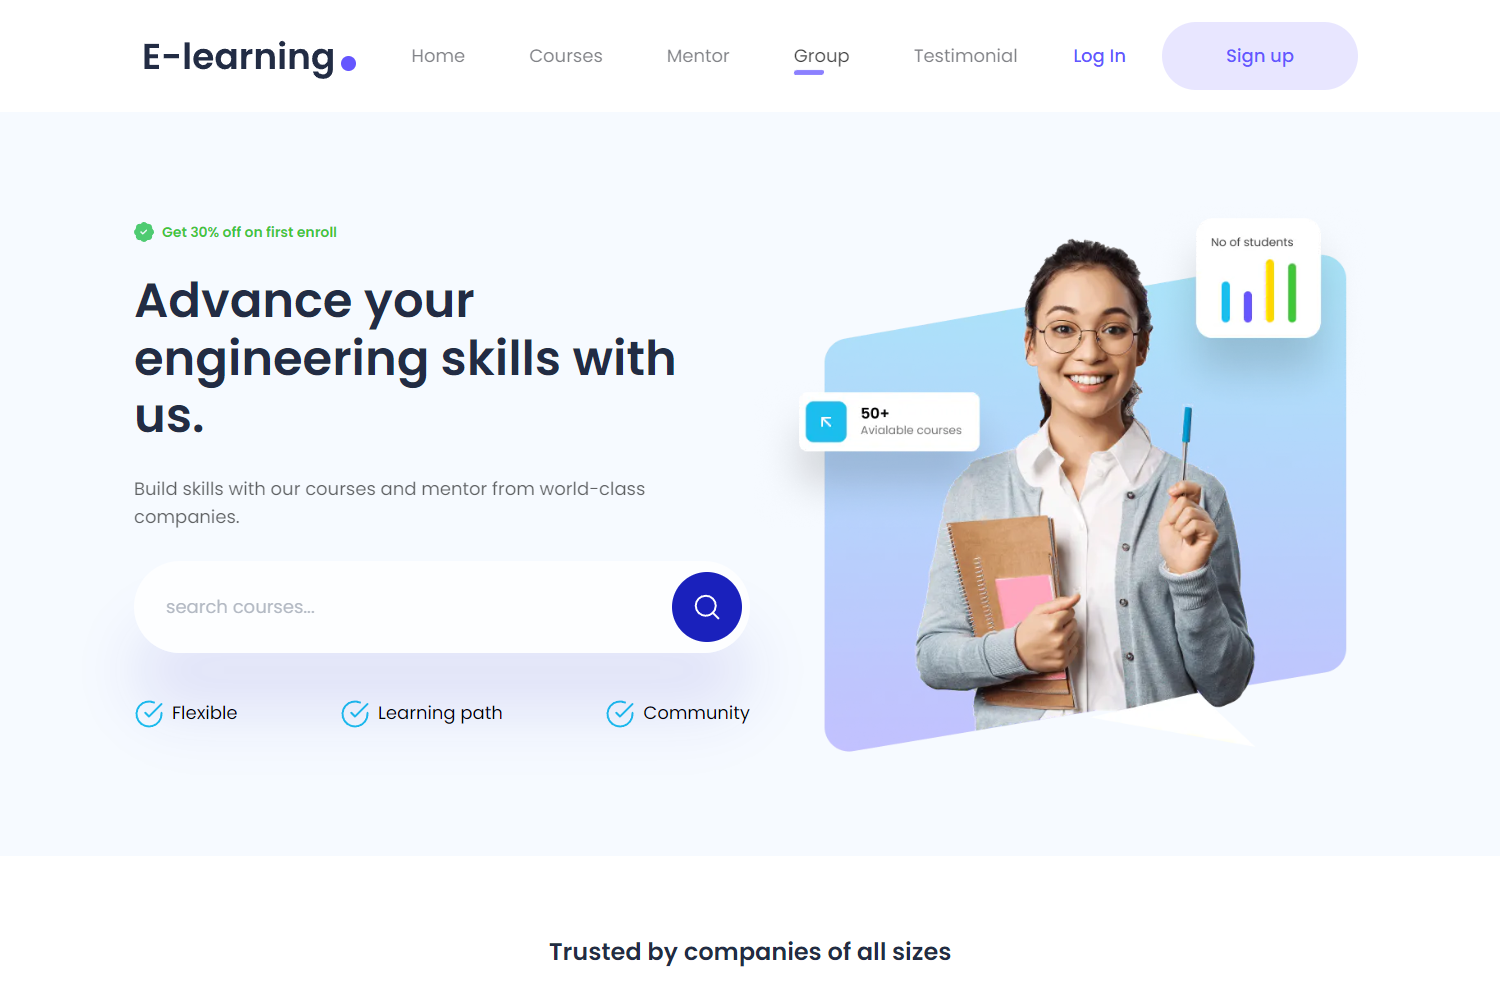 E-learning
Home Courses Mentor Group Testimonial Log In Sign up
Get 30% off on first enroll
Advance your
engineering skills with
us.
Build skills with our courses and mentor from world-class
companies.
search courses...
Flexible Learning path Community
No of students
50+
Avialable courses
Trusted by companies of all sizes